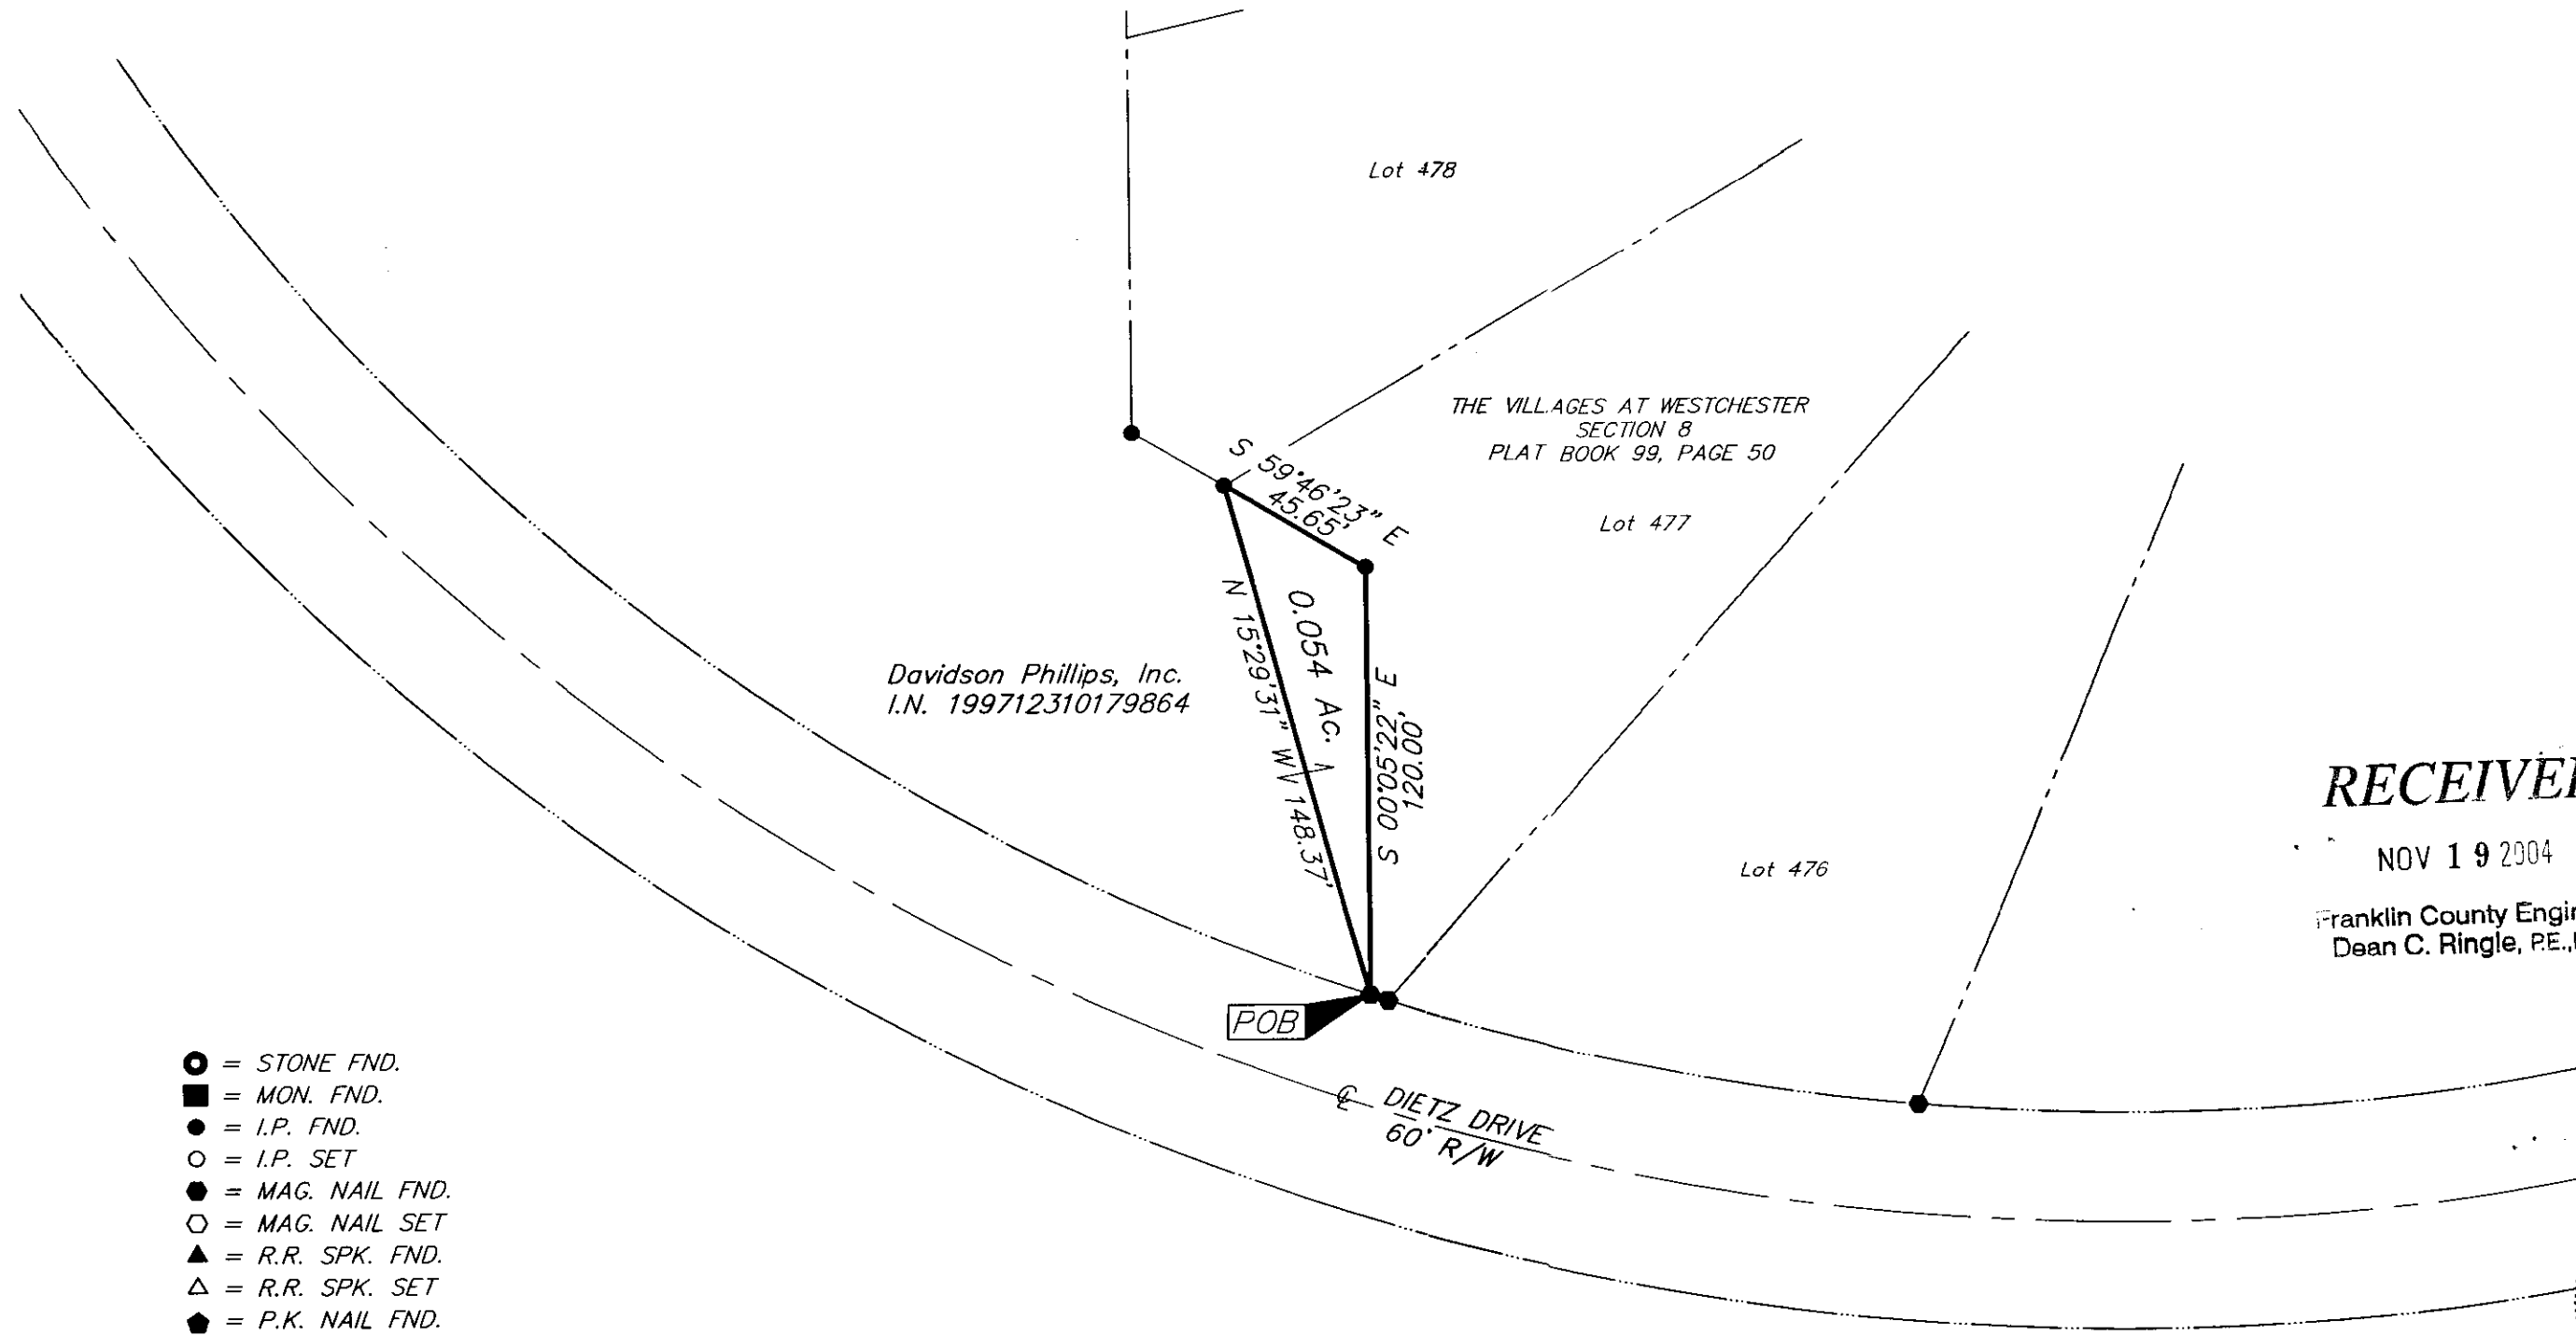 Lot 478
THE VILLAGES AT WESTCHESTER
SECTION 8
PLAT BOOK 99, PAGE 50
S 59°46'23" E
45.65'
Lot 477
N 15°29'31" W 148.37'
0.054 Ac.
S 00°05'22" E
120.00'
Davidson Phillips, Inc.
I.N. 199712310179864
Lot 476
RECEIVE
NOV 19 2004
Franklin County Engi
Dean C. Ringle, P.E.,
POB
℄ DIETZ DRIVE
60' R/W
= STONE FND.
= MON. FND.
= I.P. FND.
= I.P. SET
= MAG. NAIL FND.
= MAG. NAIL SET
= R.R. SPK. FND.
= R.R. SPK. SET
= P.K. NAIL FND.